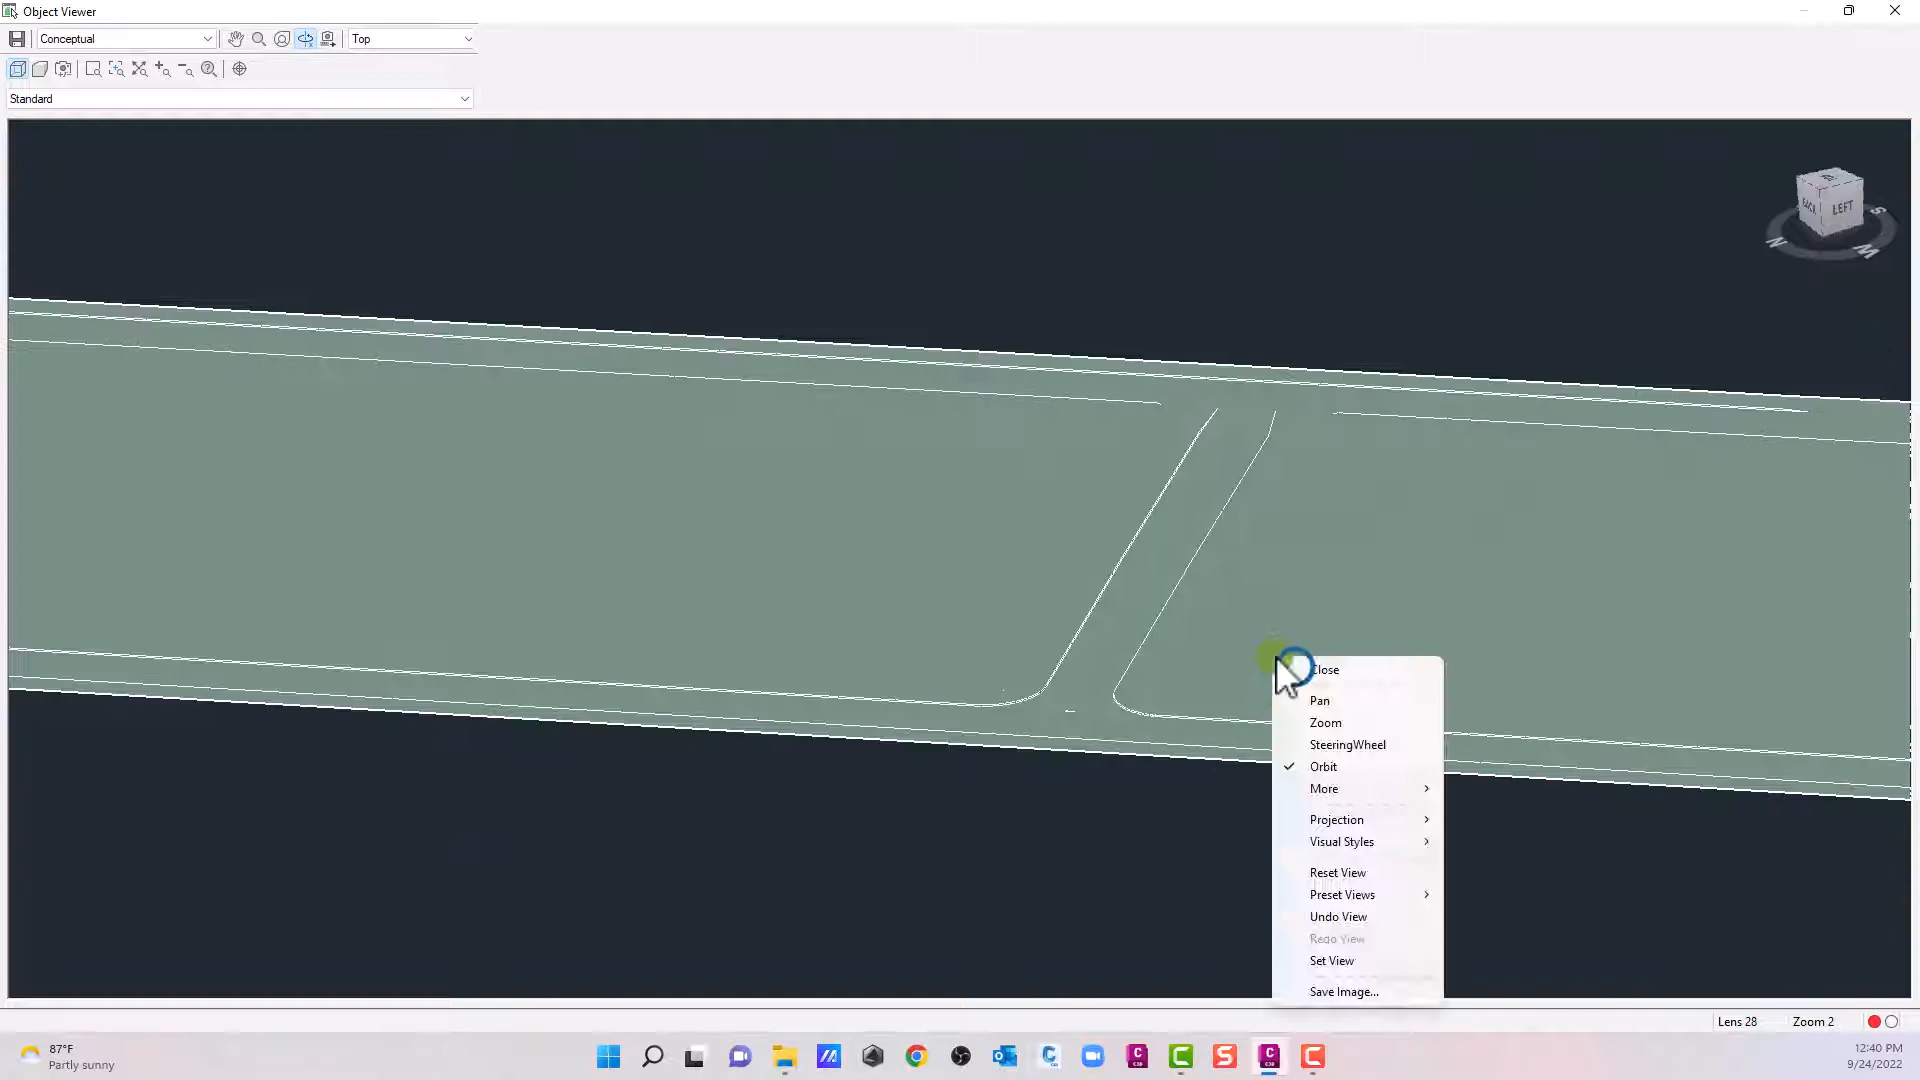 Object Viewer
Conceptual
Top
Standard
BACK
LEFT
N
S
W
Close
Pan
Zoom
SteeringWheel
Orbit
More
Projection
Visual Styles
Reset View
Preset Views
Undo View
Redo View
Set View
Save Image...
Lens 28
Zoom 2
87°F
Partly sunny
12:40 PM
9/24/2022